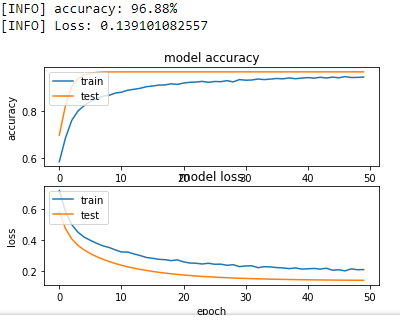 [INFO] accuracy: 96.88%
[INFO] Loss: 0.139101082557
model accuracy
train
test
accuracy
0.8
0.6
0 10 20 30 40 50
model loss
train
test
loss
0.6
0.4
0.2
0 10 20 30 40 50
epoch